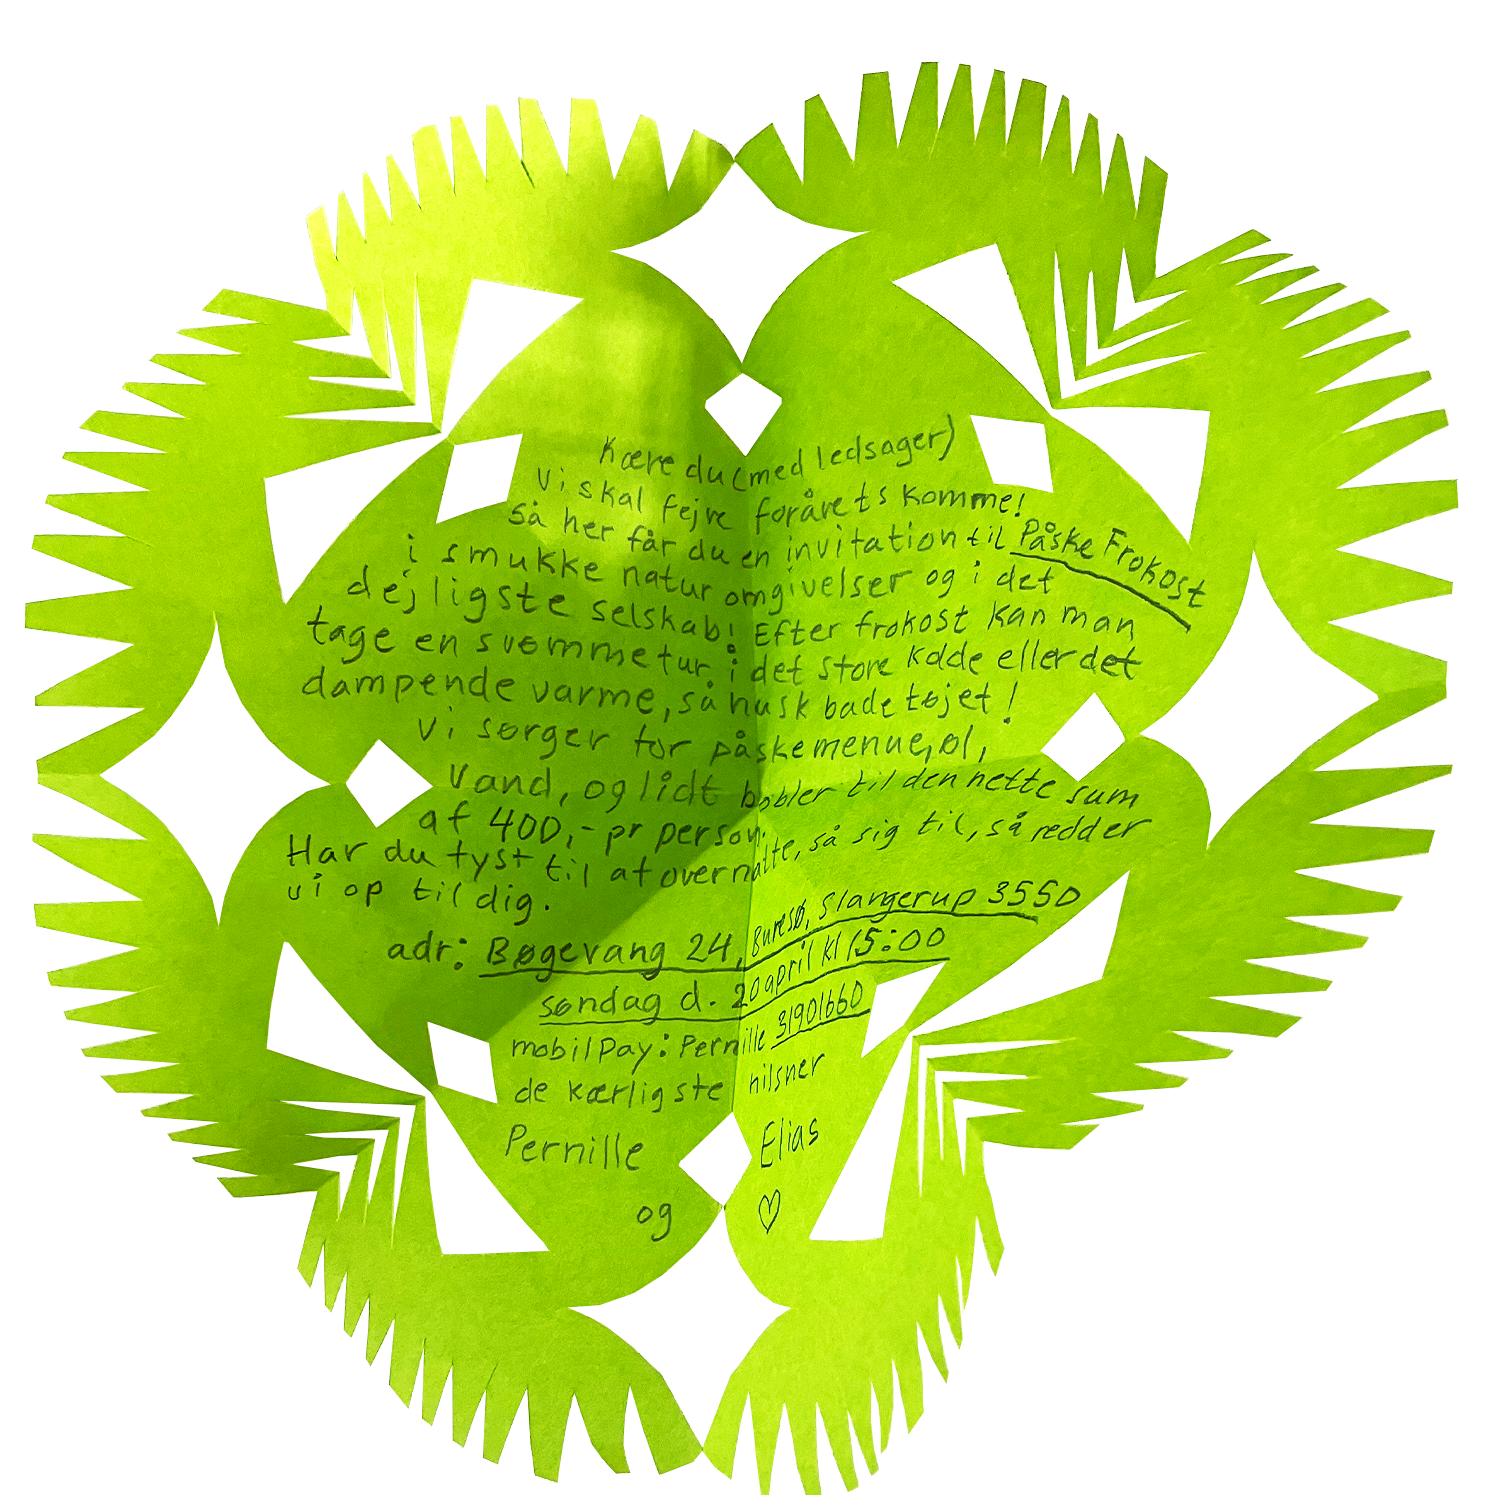 Kære du (med ledsager)
Vi skal fejre forårets komme!
Så her får du en invitation til Påske Frokost
i smukke natur omgivelser og i det
dejligste selskab! Efter frokost kan man
tage en svømmetur i det store kolde eller det
dampende varme, så husk badetøjet!
Vi sørger for påskemenue, øl,
vand, og lidt bobler til den nette sum
af 400,- pr person.
Har du lyst til at overnatte, så sig til, så redder
vi op til dig.
adr: Bøgevang 24, Buresø, Slangerup 3550
søndag d. 20 april kl 15:00
mobilPay: Pernille 31901660
de kærligste hilsner
Pernille Elias
og ♡